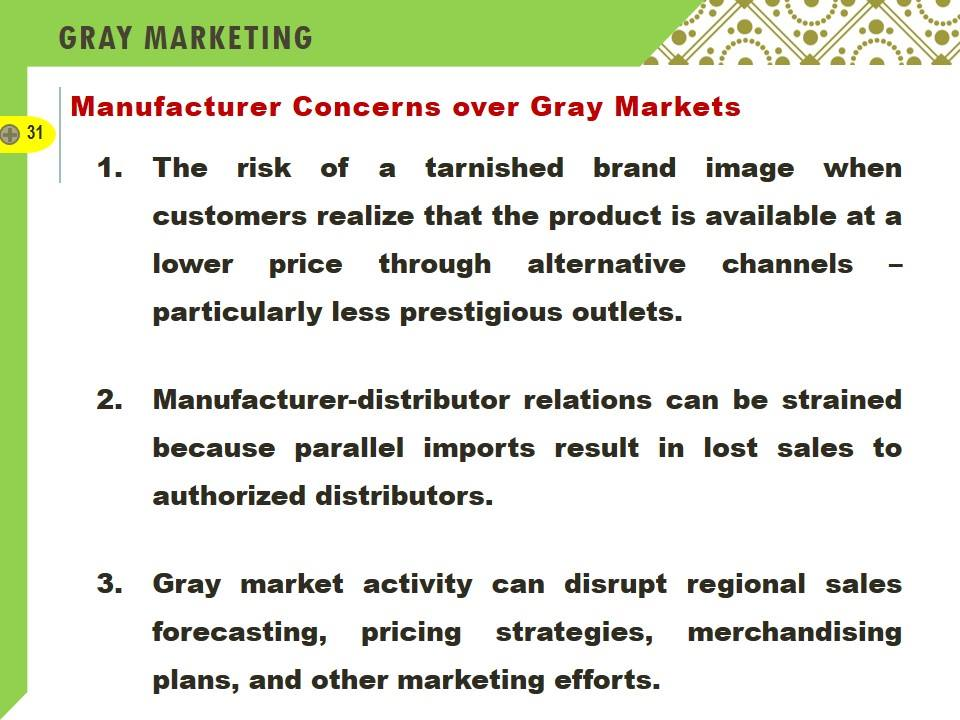 GRAY MARKETING
Manufacturer Concerns over Gray Markets
31
1. The risk of a tarnished brand image when
customers realize that the product is available at a
lower price through alternative channels –
particularly less prestigious outlets.
2. Manufacturer-distributor relations can be strained
because parallel imports result in lost sales to
authorized distributors.
3. Gray market activity can disrupt regional sales
forecasting, pricing strategies, merchandising
plans, and other marketing efforts.